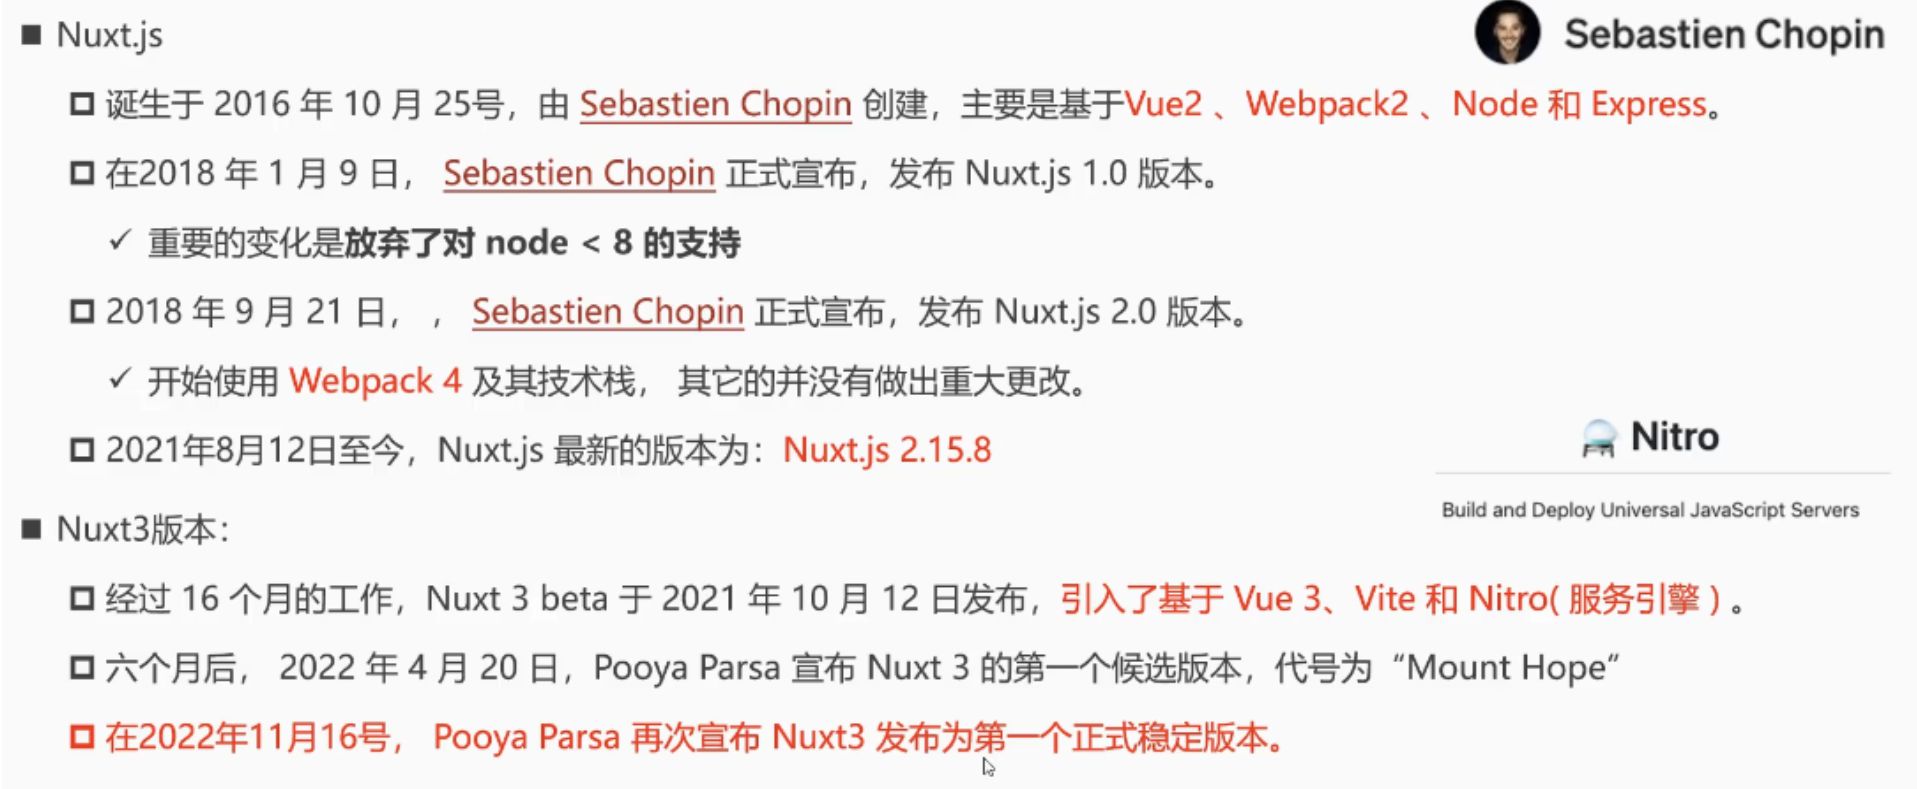 Nuxt.js
Sebastien Chopin
诞生于 2016 年 10 月 25号，由 Sebastien Chopin 创建，主要是基于Vue2 、Webpack2 、Node 和 Express。
在2018 年 1 月 9 日， Sebastien Chopin 正式宣布，发布 Nuxt.js 1.0 版本。
✓ 重要的变化是放弃了对 node < 8 的支持
2018 年 9 月 21 日， ， Sebastien Chopin 正式宣布，发布 Nuxt.js 2.0 版本。
✓ 开始使用 Webpack 4 及其技术栈， 其它的并没有做出重大更改。
2021年8月12日至今，Nuxt.js 最新的版本为：Nuxt.js 2.15.8
Nitro
Build and Deploy Universal JavaScript Servers
Nuxt3版本：
经过 16 个月的工作，Nuxt 3 beta 于 2021 年 10 月 12 日发布，引入了基于 Vue 3、Vite 和 Nitro( 服务引擎 ) 。
六个月后， 2022 年 4 月 20 日，Pooya Parsa 宣布 Nuxt 3 的第一个候选版本，代号为“Mount Hope”
在2022年11月16号， Pooya Parsa 再次宣布 Nuxt3 发布为第一个正式稳定版本。